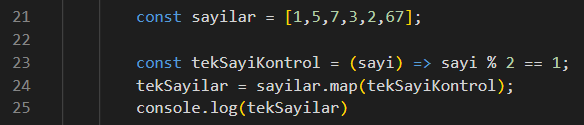 21 const sayilar = [1,5,7,3,2,67];
22
23 const tekSayiKontrol = (sayi) => sayi % 2 == 1;
24 tekSayilar = sayilar.map(tekSayiKontrol);
25 console.log(tekSayilar)